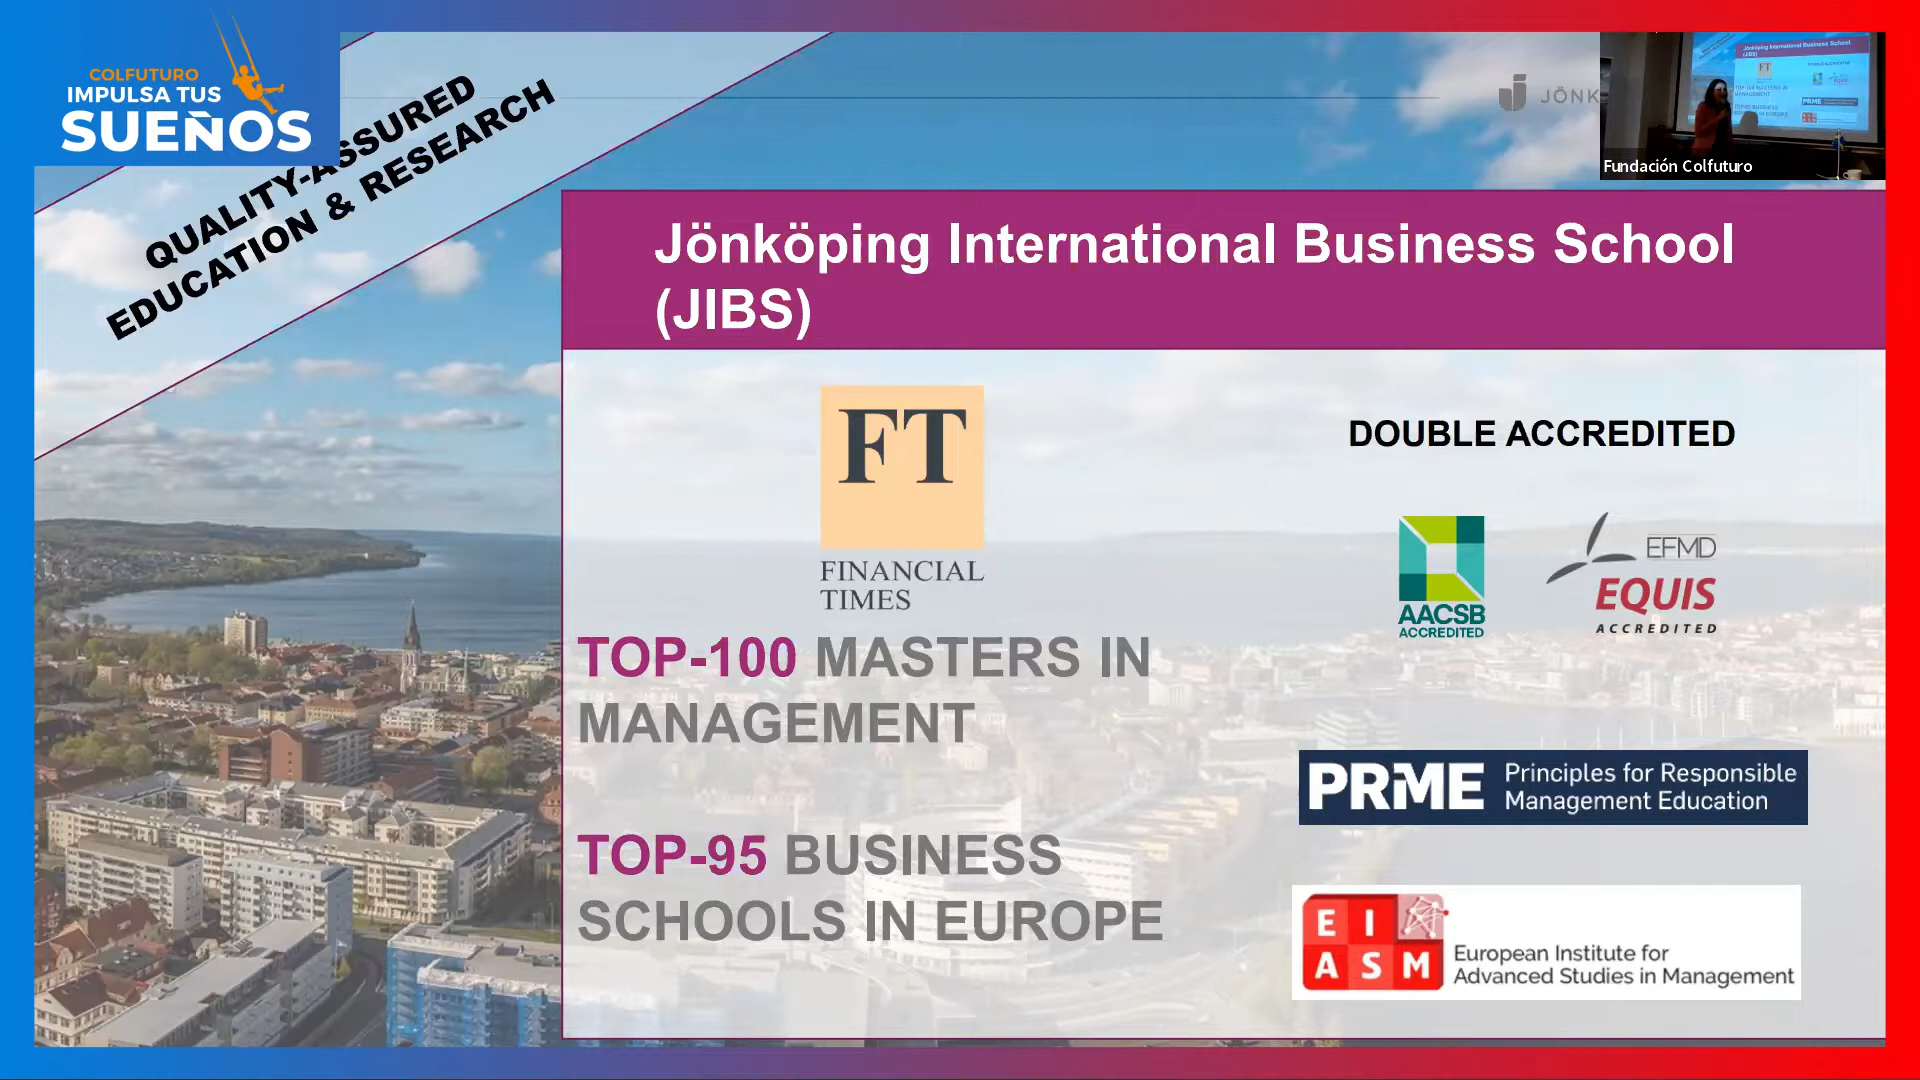 COLFUTURO
IMPULSA TUS
SUEÑOS
QUALITY-ASSURED
EDUCATION & RESEARCH
JÖNK
Fundación Colfuturo
Jönköping International Business School
(JIBS)
FT
FINANCIAL
TIMES
TOP-100 MASTERS IN
MANAGEMENT
TOP-95 BUSINESS
SCHOOLS IN EUROPE
DOUBLE ACCREDITED
AACSB
ACCREDITED
EFMD
EQUIS
ACCREDITED
PRME Principles for Responsible
Management Education
EI
ASM
European Institute for
Advanced Studies in Management